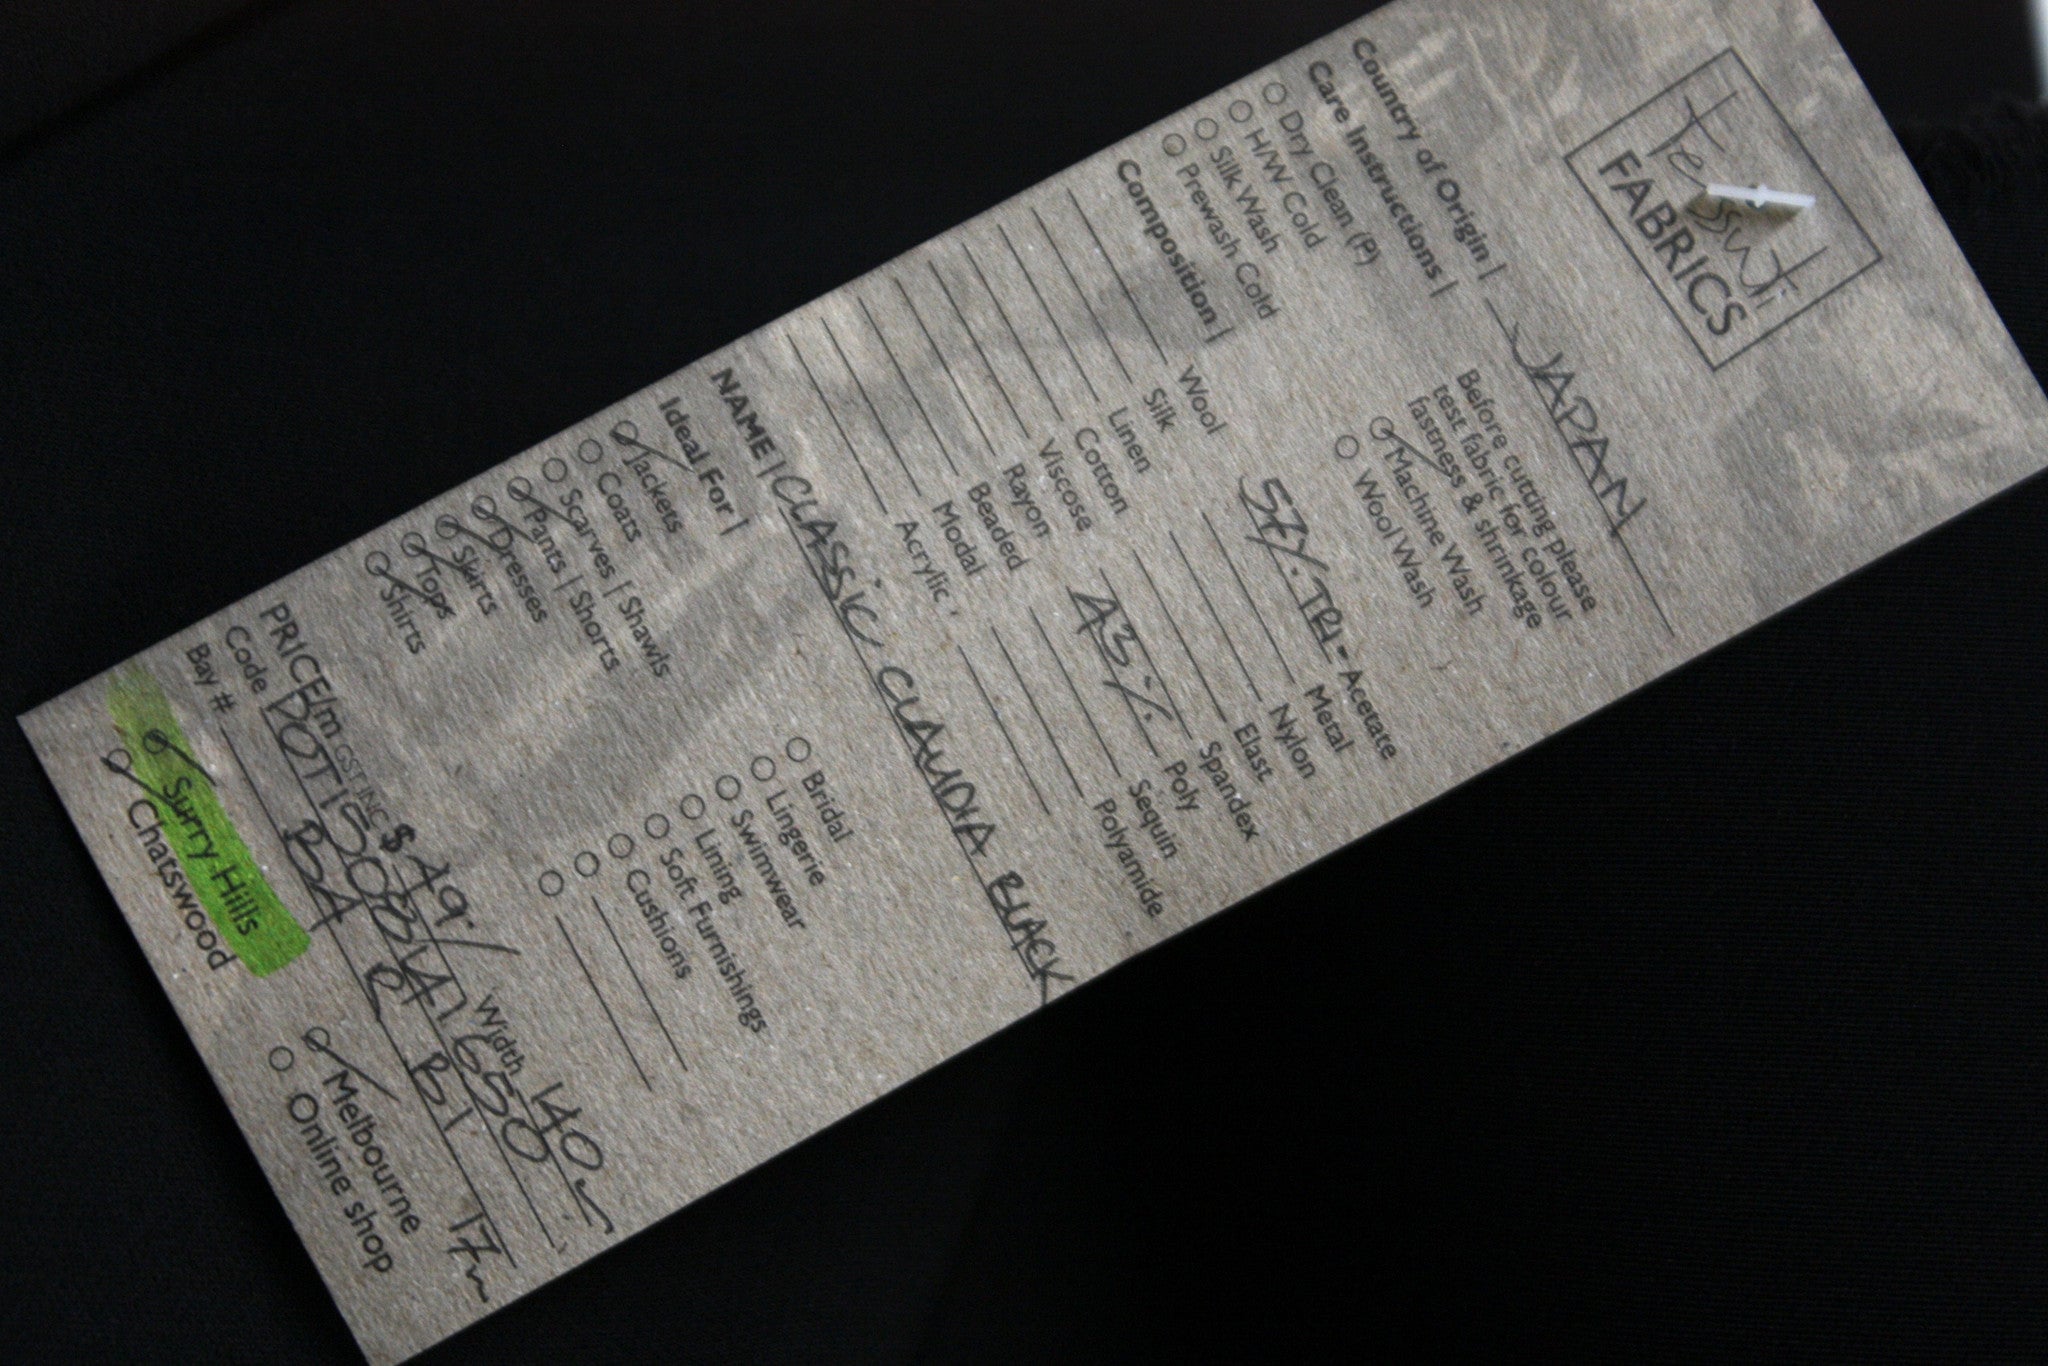 Tessuti
FABRICS
Country of Origin | JAPAN
Care Instructions |
Before cutting please
test fabric for colour
fastness & shrinkage
Dry Clean (P)
H/W Cold
Silk Wash
Prewash Cold
Machine Wash
Wool Wash
Composition |
Wool 57%. TRI = Acetate
Silk Metal
Linen Nylon
Cotton Elast
Viscose Spandex
Rayon 43%. Poly
Beaded Sequin
Modal Polyamide
Acrylic
NAME | CLASSIC CLAUDIA BLACK
Ideal For |
Jackets
Coats
Scarves | Shawls
Pants | Shorts
Dresses
Skirts
Tops
Shirts
Bridal
Lingerie
Swimwear
Lining
Soft Furnishings
Cushions
PRICE/m GST INC $ 49.- Width 140
Code
Bay # B1 17m
Surry Hills
Chatswood
Melbourne
Online shop